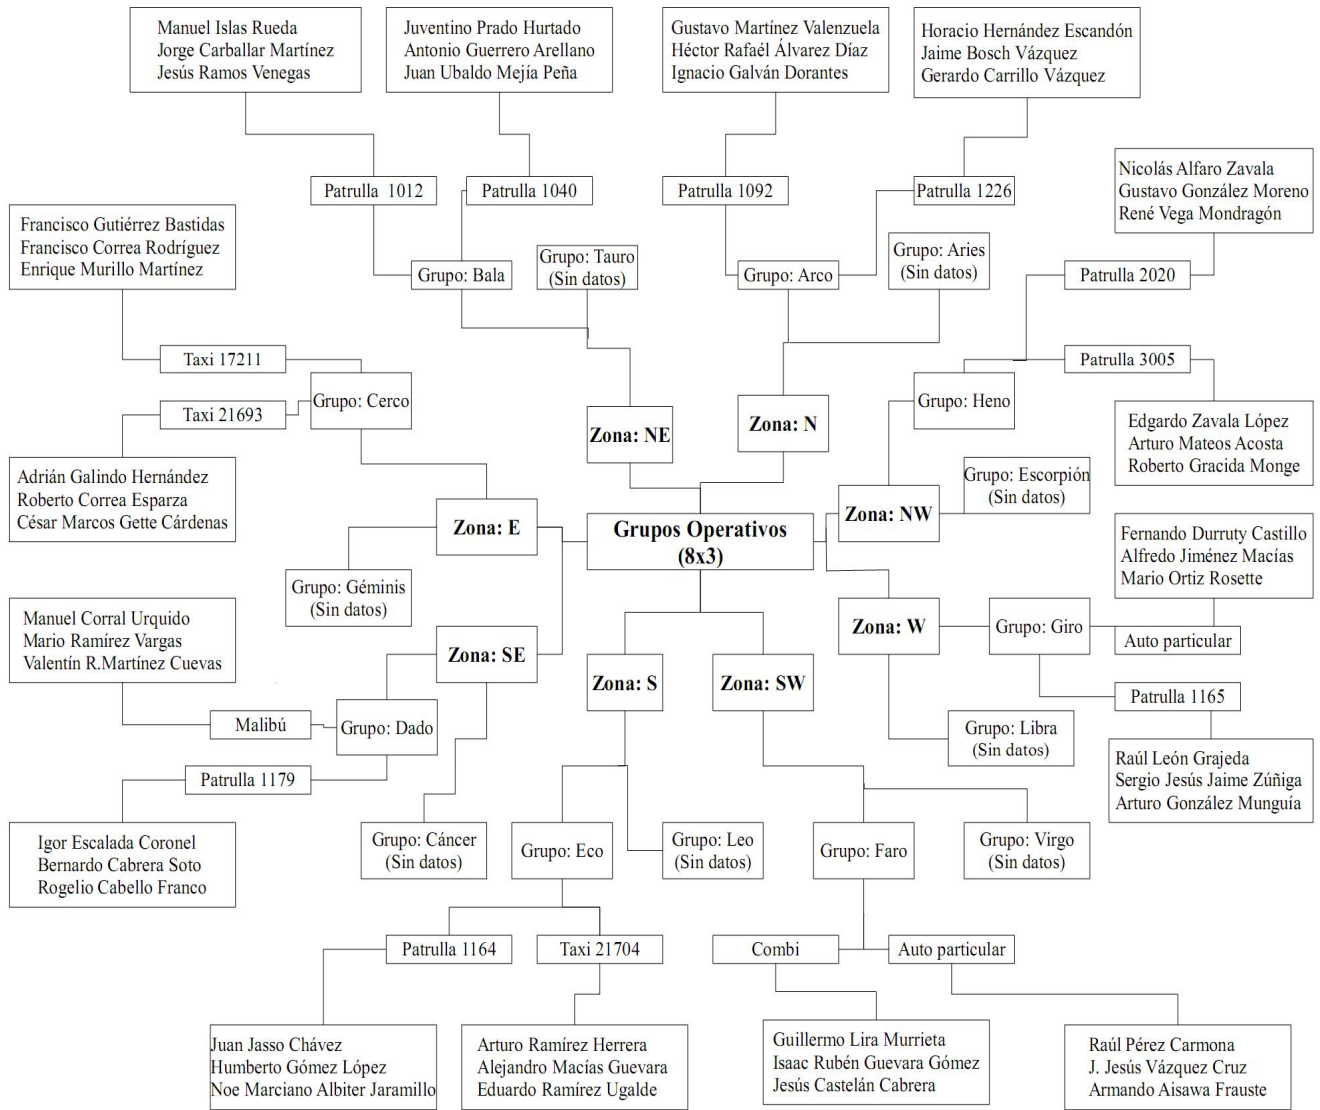 Manuel Islas Rueda
Jorge Carballar Martínez
Jesús Ramos Venegas
Juventino Prado Hurtado
Antonio Guerrero Arellano
Juan Ubaldo Mejía Peña
Gustavo Martínez Valenzuela
Héctor Rafaél Álvarez Díaz
Ignacio Galván Dorantes
Horacio Hernández Escandón
Jaime Bosch Vázquez
Gerardo Carrillo Vázquez
Patrulla 1012
Patrulla 1040
Patrulla 1092
Patrulla 1226
Nicolás Alfaro Zavala
Gustavo González Moreno
René Vega Mondragón
Francisco Gutiérrez Bastidas
Francisco Correa Rodríguez
Enrique Murillo Martínez
Grupo: Bala
Grupo: Tauro
(Sin datos)
Grupo: Arco
Grupo: Aries
(Sin datos)
Patrulla 2020
Taxi 17211
Patrulla 3005
Grupo: Cerco
Taxi 21693
Grupo: Heno
Zona: NE
Zona: N
Edgardo Zavala López
Arturo Mateos Acosta
Roberto Gracida Monge
Adrián Galindo Hernández
Roberto Correa Esparza
César Marcos Gette Cárdenas
Grupo: Escorpión
(Sin datos)
Zona: E
Grupos Operativos
(8x3)
Zona: NW
Fernando Durruty Castillo
Alfredo Jiménez Macías
Mario Ortiz Rosette
Grupo: Géminis
(Sin datos)
Manuel Corral Urquido
Mario Ramírez Vargas
Valentín R.Martínez Cuevas
Zona: SE
Zona: S
Zona: SW
Zona: W
Grupo: Giro
Auto particular
Patrulla 1165
Malibú
Grupo: Dado
Grupo: Libra
(Sin datos)
Raúl León Grajeda
Sergio Jesús Jaime Zúñiga
Arturo González Munguía
Patrulla 1179
Igor Escalada Coronel
Bernardo Cabrera Soto
Rogelio Cabello Franco
Grupo: Cáncer
(Sin datos)
Grupo: Eco
Grupo: Leo
(Sin datos)
Grupo: Faro
Grupo: Virgo
(Sin datos)
Patrulla 1164
Taxi 21704
Combi
Auto particular
Juan Jasso Chávez
Humberto Gómez López
Noe Marciano Albiter Jaramillo
Arturo Ramírez Herrera
Alejandro Macías Guevara
Eduardo Ramírez Ugalde
Guillermo Lira Murrieta
Isaac Rubén Guevara Gómez
Jesús Castelán Cabrera
Raúl Pérez Carmona
J. Jesús Vázquez Cruz
Armando Aisawa Frauste